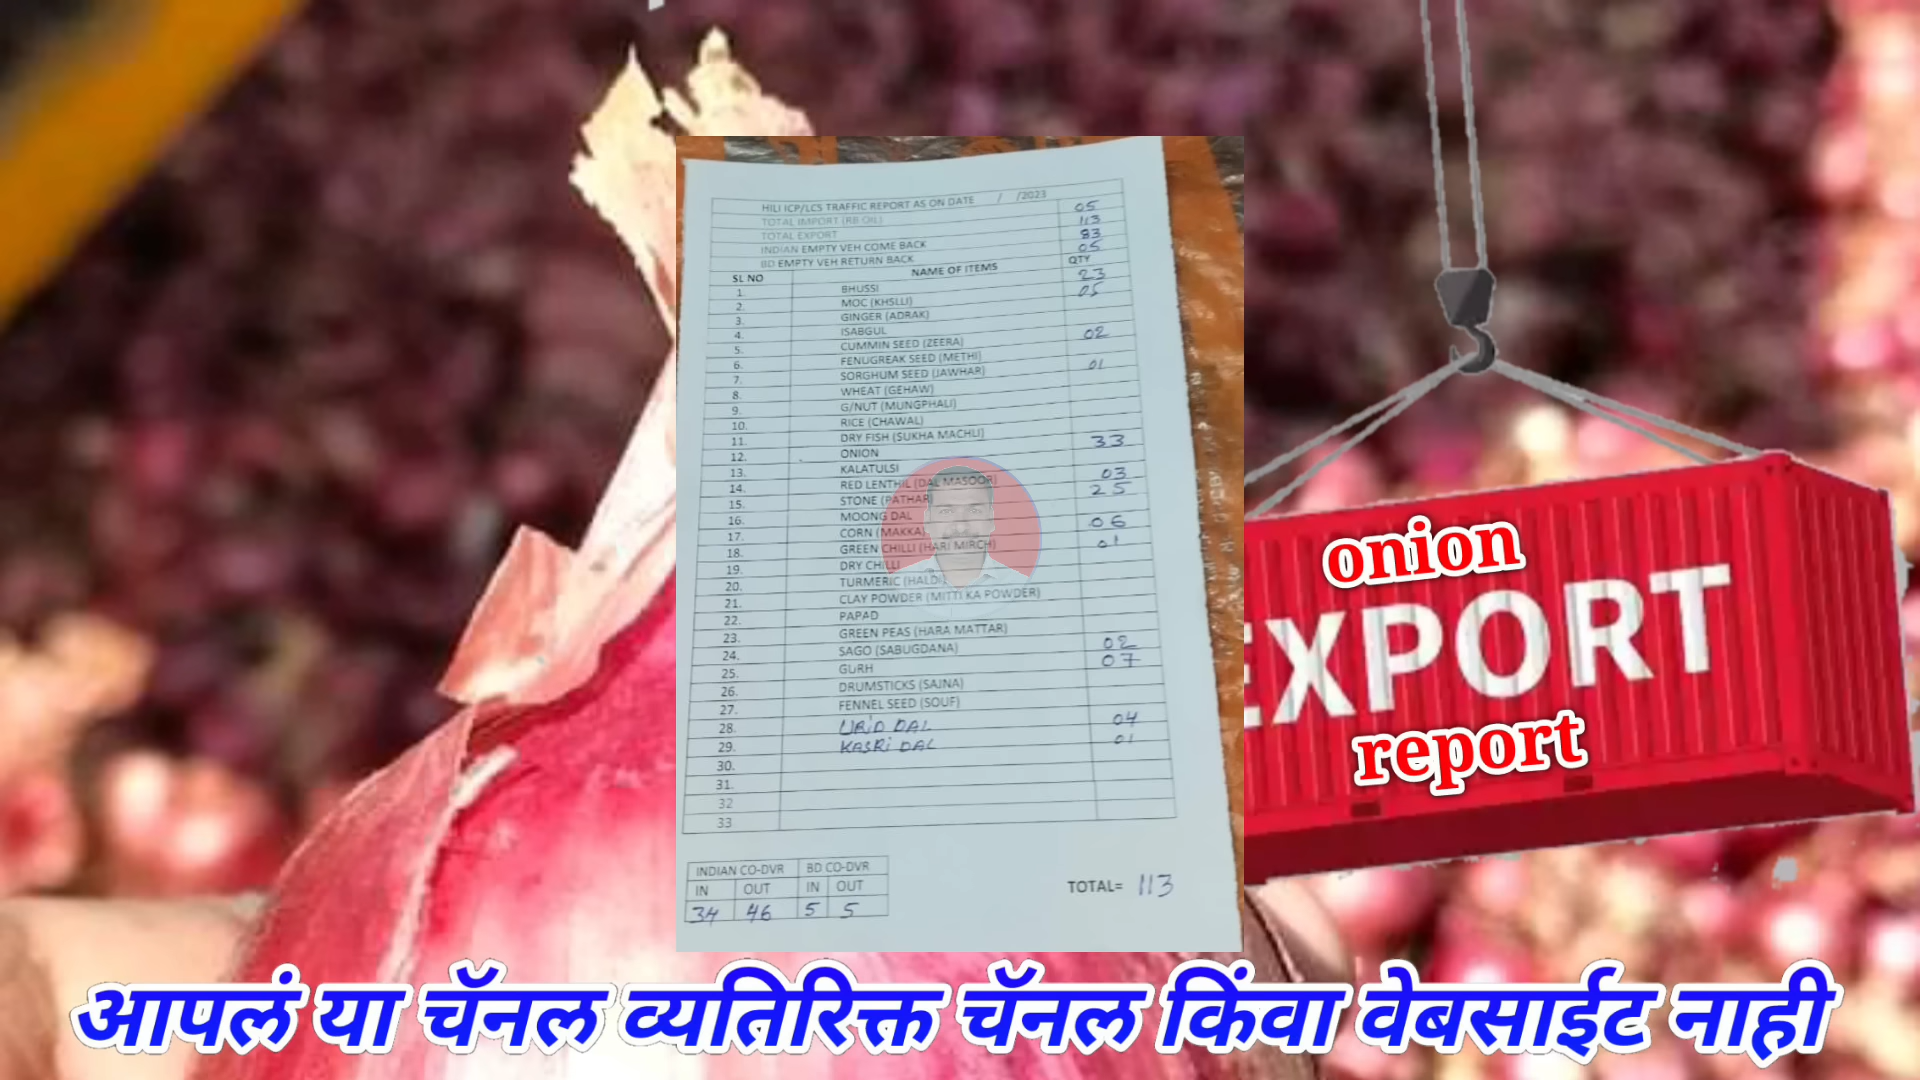 HILI ICP/LCS TRAFFIC REPORT AS ON DATE / /2023
TOTAL IMPORT (RB OIL) 05
TOTAL EXPORT 113
INDIAN EMPTY VEH COME BACK 83
BD EMPTY VEH RETURN BACK 05
SL NO NAME OF ITEMS QTY
1. BHUSSI 23
2. MOC (KHSLLI) 05
3. GINGER (ADRAK)
4. ISABGUL
5. CUMMIN SEED (ZEERA) 02
6. FENUGREAK SEED (METHI)
7. SORGHUM SEED (JAWHAR) 01
8. WHEAT (GEHAW)
9. G/NUT (MUNGPHALI)
10. RICE (CHAWAL)
11. DRY FISH (SUKHA MACHLI)
12. ONION 33
13. KALATULSI
14. RED LENTHIL (DAL MASOOR) 03
15. STONE (PATHAR) 25
16. MOONG DAL
17. CORN (MAKKA) 06
18. GREEN CHILLI (HARI MIRCH) 01
19. DRY CHILLI
20. TURMERIC (HALDI)
21. CLAY POWDER (MITTI KA POWDER)
22. PAPAD
23. GREEN PEAS (HARA MATTAR)
24. SAGO (SABUGDANA) 02
25. GURH 07
26. DRUMSTICKS (SAJNA)
27. FENNEL SEED (SOUF)
28. URID DAL 04
29. KASRI DAL 01
30.
31.
32
33
INDIAN CO-DVR BD CO-DVR
IN OUT IN OUT
34 46 5 5
TOTAL= 113
onion
EXPORT
report
आपलं या चॅनल व्यतिरिक्त चॅनल किंवा वेबसाईट नाही